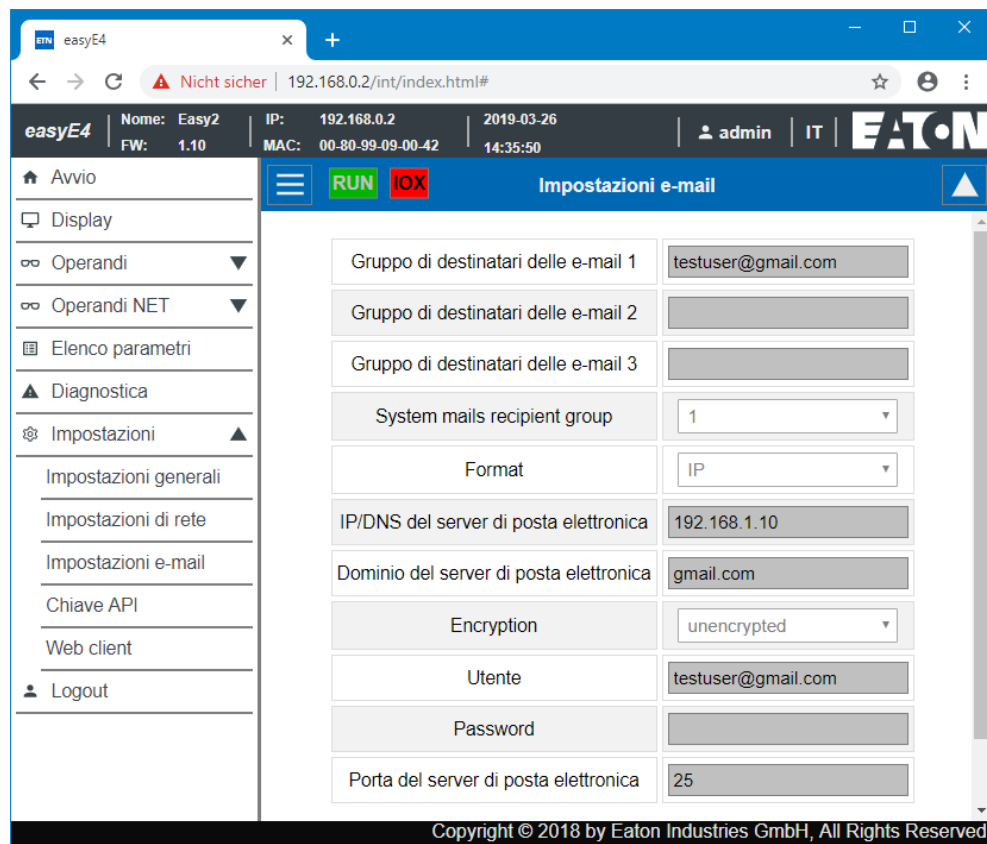 ETN easyE4
Nicht sicher | 192.168.0.2/int/index.html#
easyE4 Nome: Easy2 IP: 192.168.0.2 2019-03-26 admin IT EATON
FW: 1.10 MAC: 00-80-99-09-00-42 14:35:50
Avvio
Display
Operandi
Operandi NET
Elenco parametri
Diagnostica
Impostazioni
Impostazioni generali
Impostazioni di rete
Impostazioni e-mail
Chiave API
Web client
Logout
RUN IOX Impostazioni e-mail
Gruppo di destinatari delle e-mail 1 testuser@gmail.com
Gruppo di destinatari delle e-mail 2
Gruppo di destinatari delle e-mail 3
System mails recipient group 1
Format IP
IP/DNS del server di posta elettronica 192.168.1.10
Dominio del server di posta elettronica gmail.com
Encryption unencrypted
Utente testuser@gmail.com
Password
Porta del server di posta elettronica 25
Copyright © 2018 by Eaton Industries GmbH, All Rights Reserved